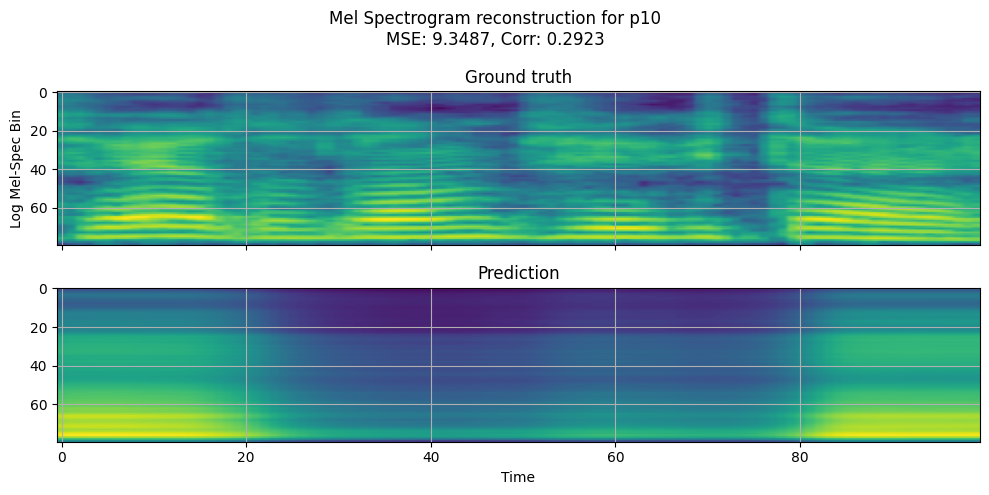 Mel Spectrogram reconstruction for p10
MSE: 9.3487, Corr: 0.2923
Ground truth
0
20
40
60
Log Mel-Spec Bin
Prediction
0
20
40
60
0 20 40 60 80
Time